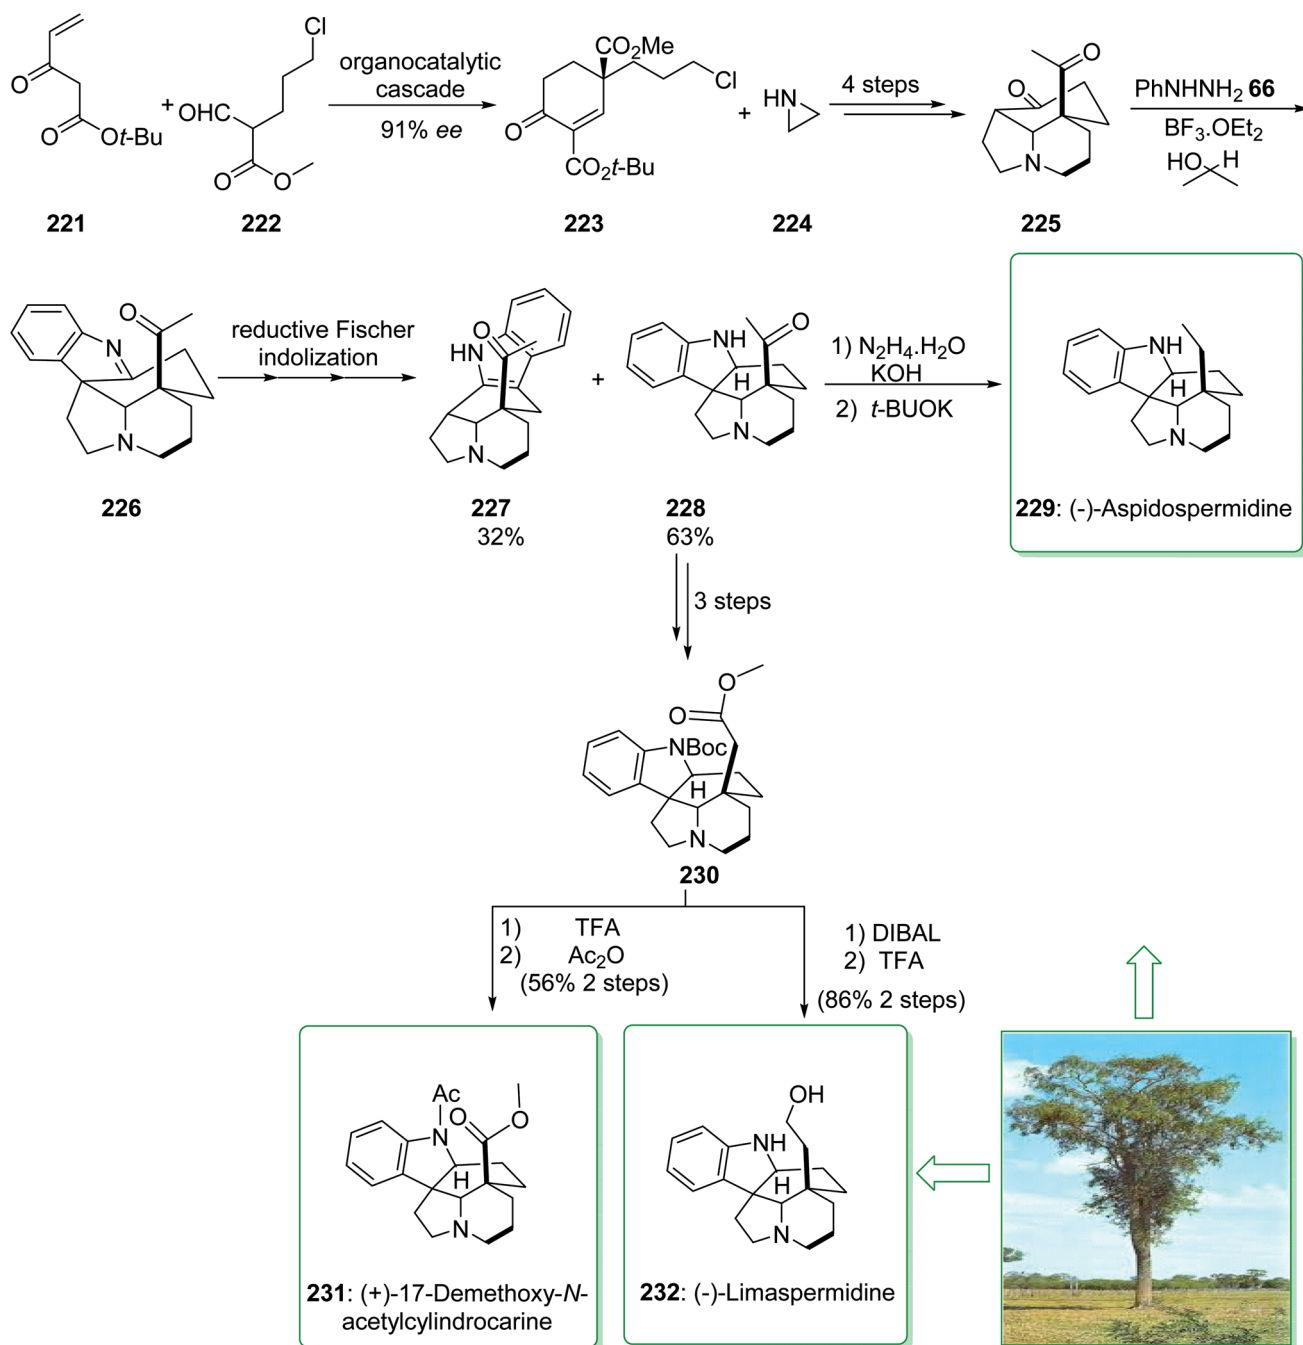 Cl
O
O
Ot-Bu
+
OHC
O
O
organocatalytic
cascade
91% ee
CO2Me
Cl
O
CO2t-Bu
+
HN
4 steps
O
O
N
PhNHNH2 66
BF3.OEt2
HO H
221
222
223
224
225
N
O
N
reductive Fischer
indolization
O
HN
N
+
NH
O
H
N
1) N2H4.H2O
KOH
2) t-BUOK
NH
H
N
226
227
32%
228
63%
229: (-)-Aspidospermidine
3 steps
O
O
NBoc
H
N
230
1) TFA
2) Ac2O
(56% 2 steps)
1) DIBAL
2) TFA
(86% 2 steps)
Ac
N
O
O
H
N
OH
NH
H
N
231: (+)-17-Demethoxy-N-
acetylcylindrocarine
232: (-)-Limaspermidine